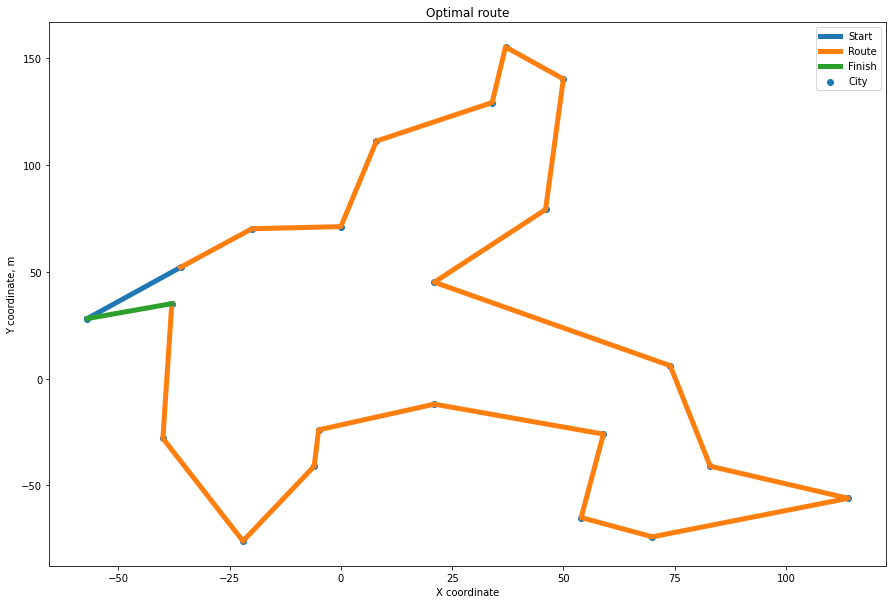 Optimal route
Start
Route
Finish
City
150
100
50
0
−50
Y coordinate, m
−50
−25
0
25
50
75
100
X coordinate